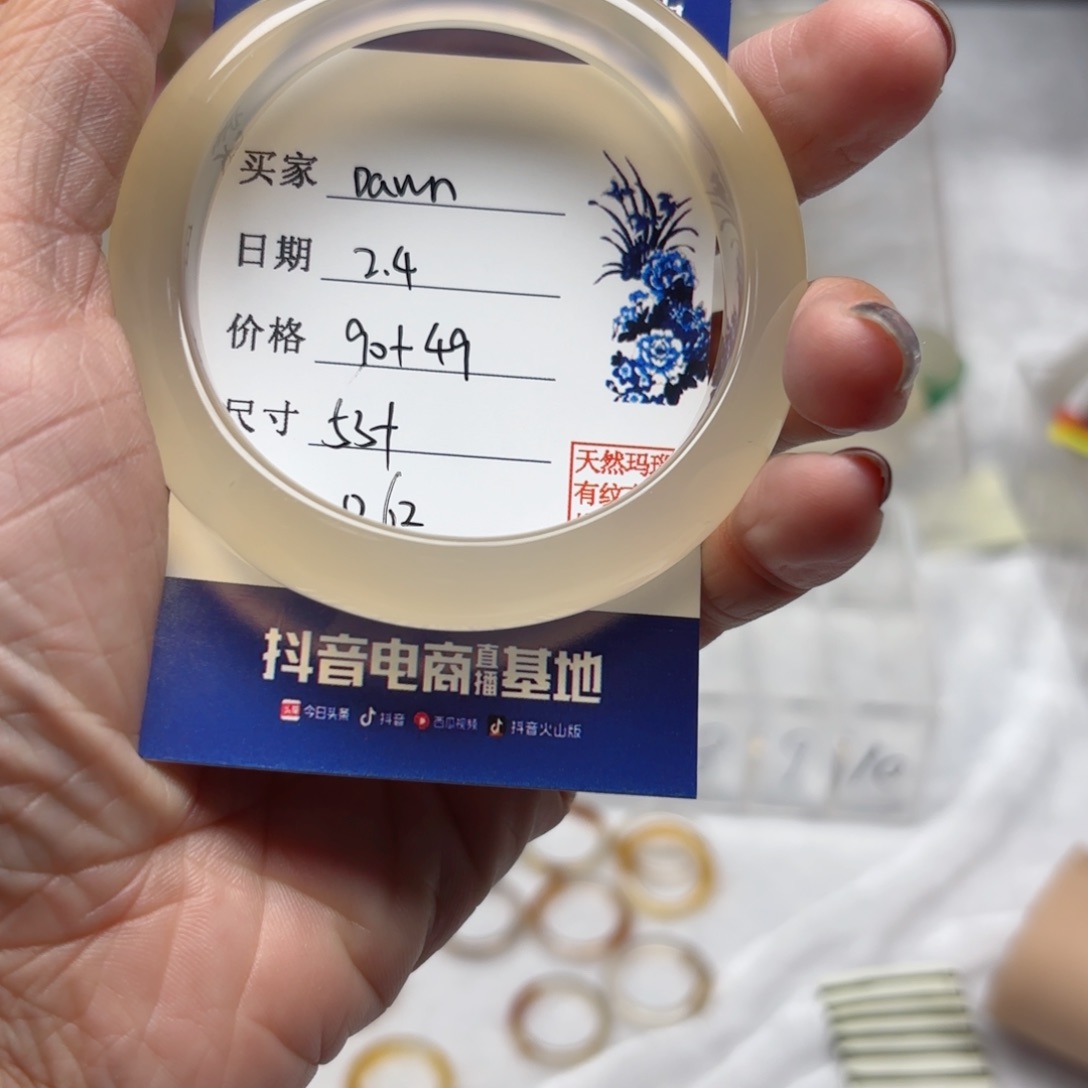 买家 Dawn
日期 2.4
价格 90+49
尺寸 53+
天然玛瑙
有纹
抖音电商直播基地
今日头条 抖音 西瓜视频 抖音火山版